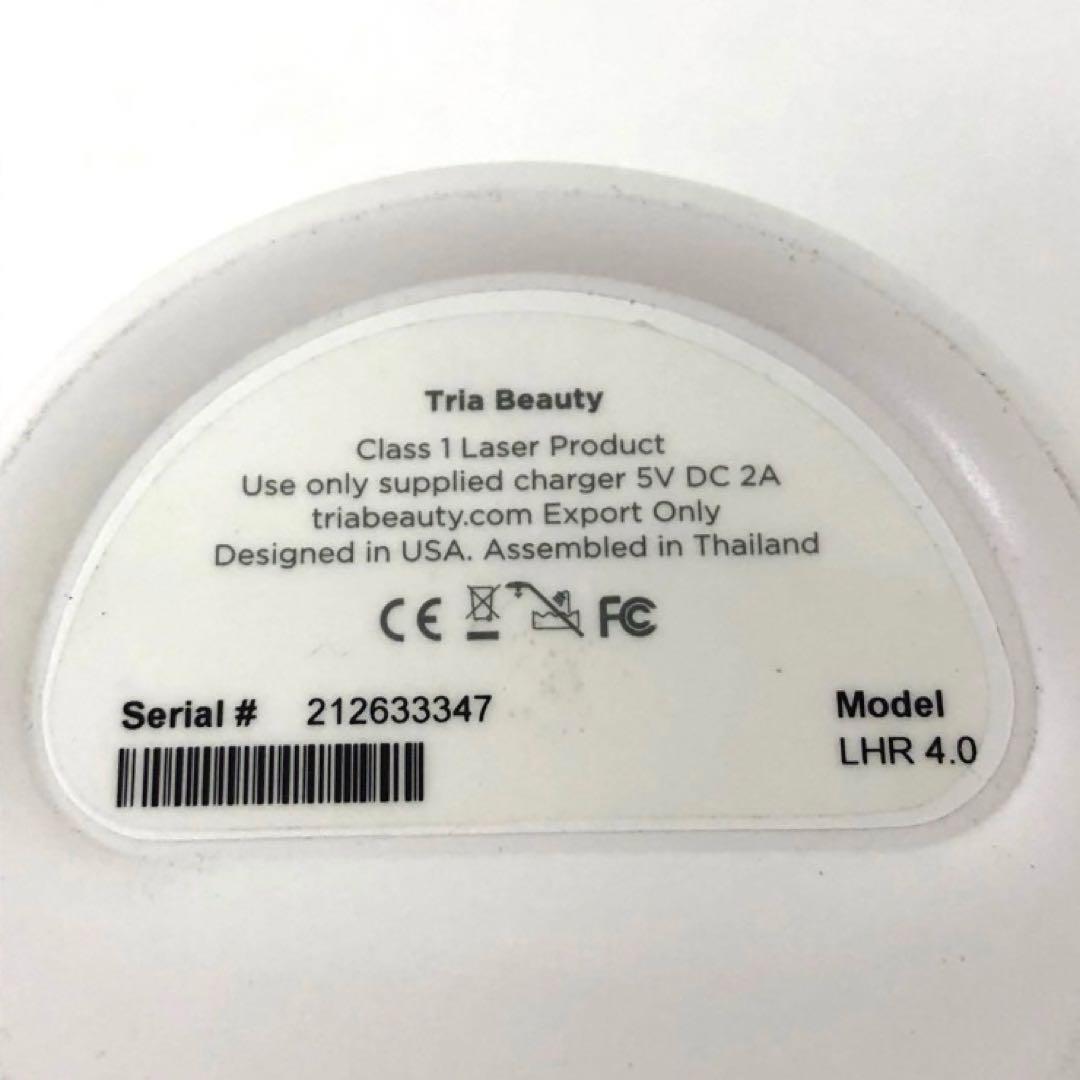 Tria Beauty
Class 1 Laser Product
Use only supplied charger 5V DC 2A
triabeauty.com Export Only
Designed in USA. Assembled in Thailand
CE FC
Serial # 212633347
Model
LHR 4.0